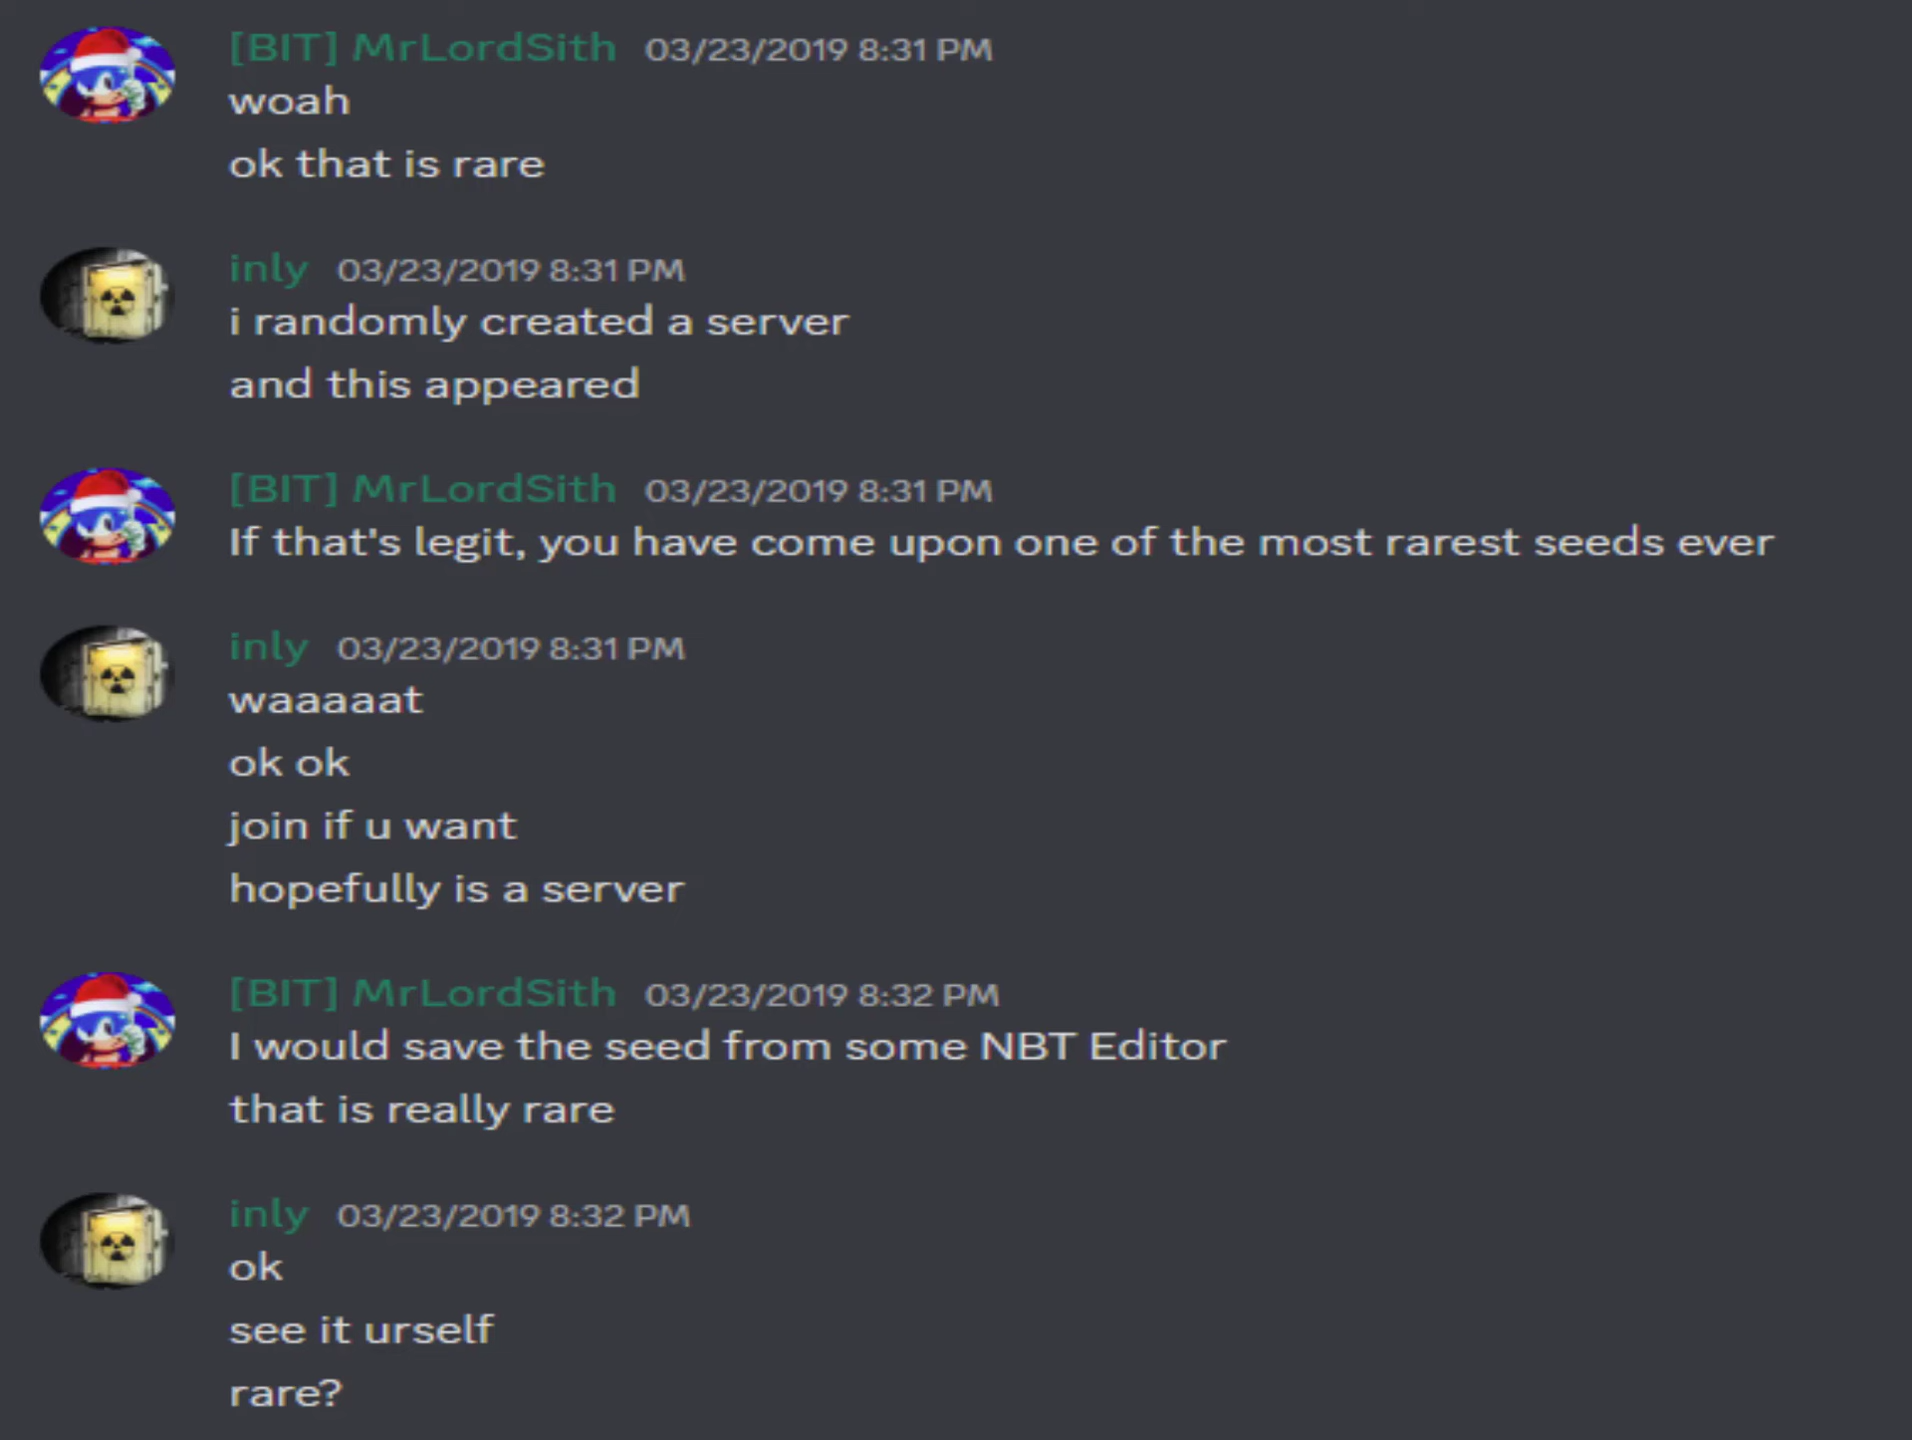 [BIT] MrLordSith 03/23/2019 8:31 PM
woah
ok that is rare
inly 03/23/2019 8:31 PM
i randomly created a server
and this appeared
[BIT] MrLordSith 03/23/2019 8:31 PM
If that's legit, you have come upon one of the most rarest seeds ever
inly 03/23/2019 8:31 PM
waaaaat
ok ok
join if u want
hopefully is a server
[BIT] MrLordSith 03/23/2019 8:32 PM
I would save the seed from some NBT Editor
that is really rare
inly 03/23/2019 8:32 PM
ok
see it urself
rare?